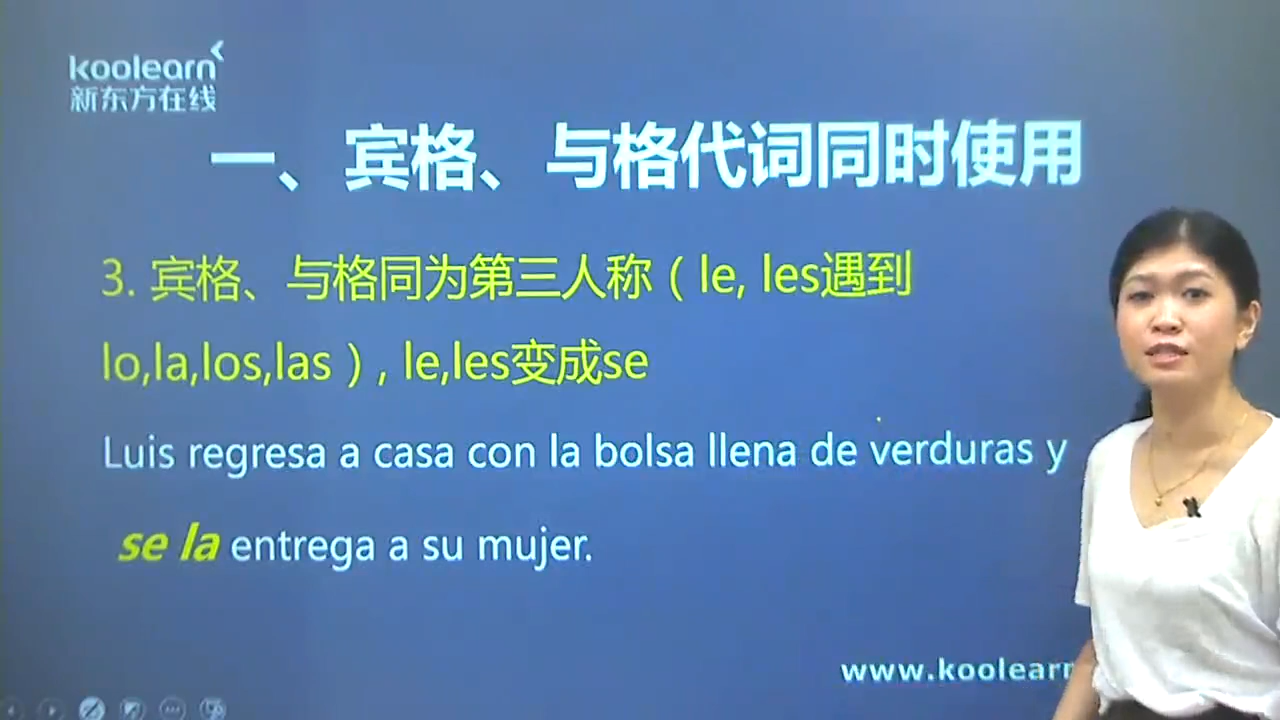 koolearn
新东方在线
一、宾格、与格代词同时使用
3. 宾格、与格同为第三人称（le, les遇到
lo,la,los,las）, le,les变成se
Luis regresa a casa con la bolsa llena de verduras y
se la entrega a su mujer.
www.koolearn